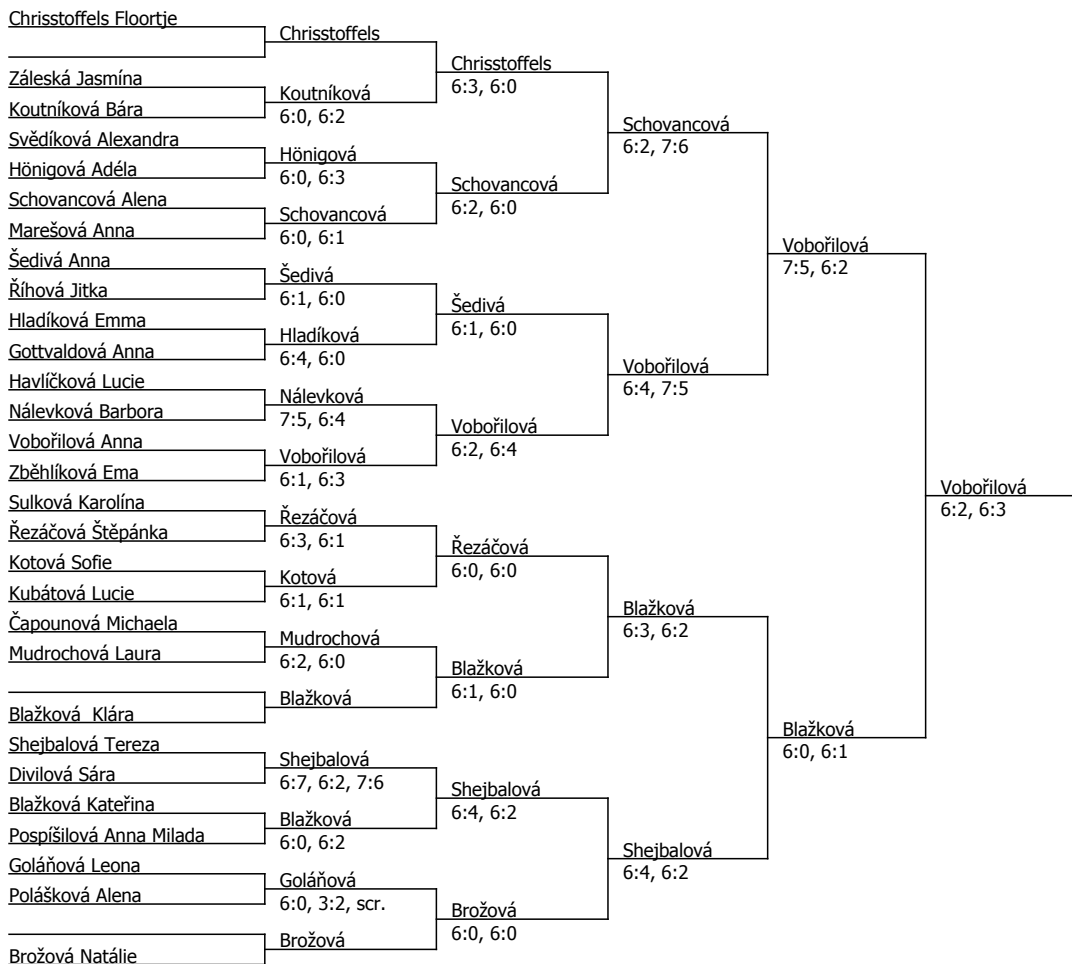 Chrisstoffels Floortje
Záleská Jasmína
Koutníková Bára
Svědíková Alexandra
Hönigová Adéla
Schovancová Alena
Marešová Anna
Šedivá Anna
Říhová Jitka
Hladíková Emma
Gottvaldová Anna
Havlíčková Lucie
Nálevková Barbora
Vobořilová Anna
Zběhlíková Ema
Sulková Karolína
Řezáčová Štěpánka
Kotová Sofie
Kubátová Lucie
Čapounová Michaela
Mudrochová Laura
Blažková  Klára
Shejbalová Tereza
Divilová Sára
Blažková Kateřina
Pospíšilová Anna Milada
Goláňová Leona
Polášková Alena
Brožová Natálie
Chrisstoffels
Koutníková
6:0, 6:2
Hönigová
6:0, 6:3
Schovancová
6:0, 6:1
Šedivá
6:1, 6:0
Hladíková
6:4, 6:0
Nálevková
7:5, 6:4
Vobořilová
6:1, 6:3
Řezáčová
6:3, 6:1
Kotová
6:1, 6:1
Mudrochová
6:2, 6:0
Blažková
Shejbalová
6:7, 6:2, 7:6
Blažková
6:0, 6:2
Goláňová
6:0, 3:2, scr.
Brožová
Chrisstoffels
6:3, 6:0
Schovancová
6:2, 6:0
Šedivá
6:1, 6:0
Vobořilová
6:2, 6:4
Řezáčová
6:0, 6:0
Blažková
6:1, 6:0
Shejbalová
6:4, 6:2
Brožová
6:0, 6:0
Schovancová
6:2, 7:6
Vobořilová
6:4, 7:5
Blažková
6:3, 6:2
Shejbalová
6:4, 6:2
Vobořilová
7:5, 6:2
Blažková
6:0, 6:1
Vobořilová
6:2, 6:3